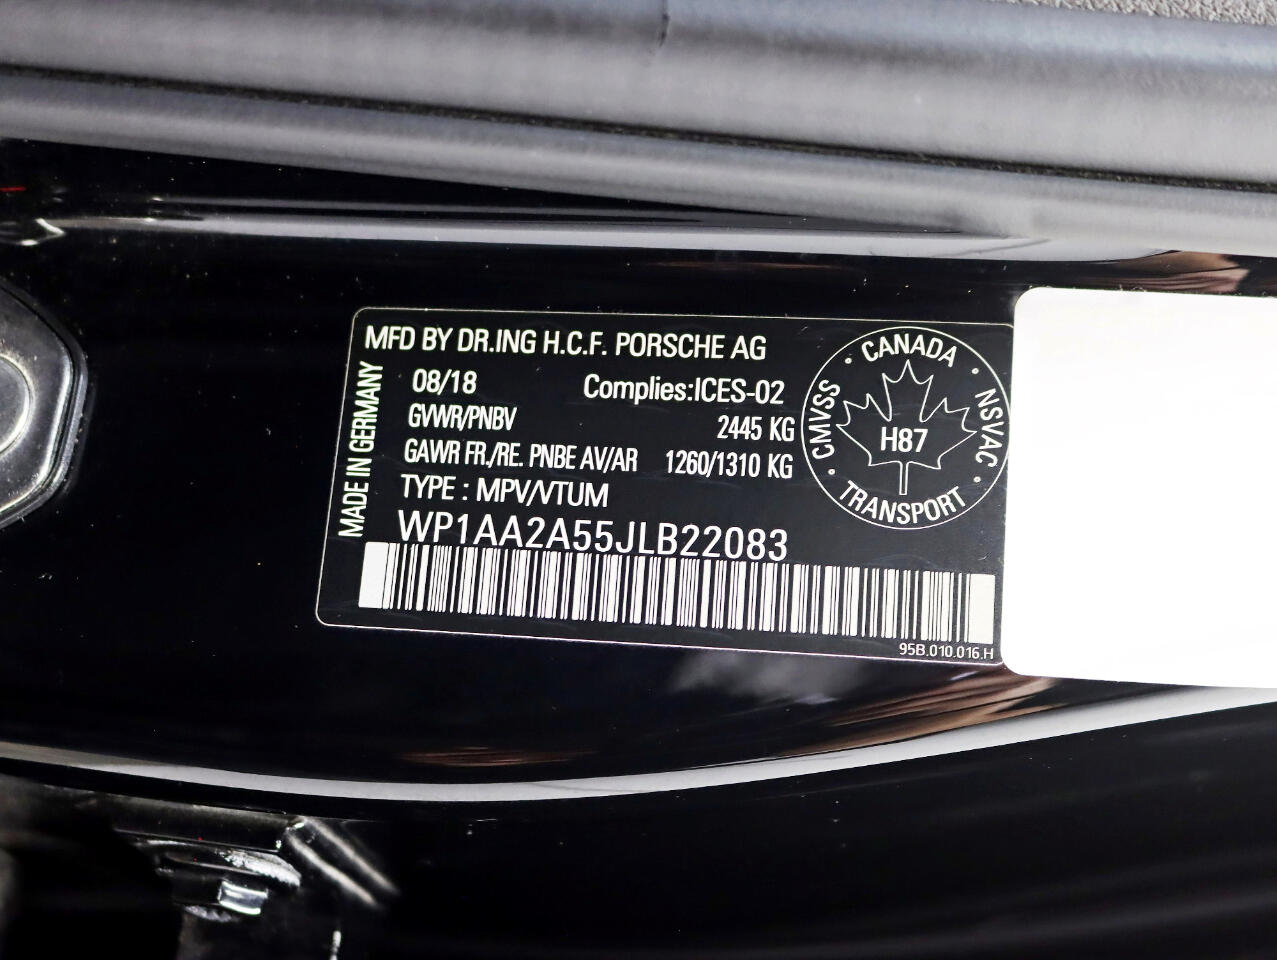 MFD BY DR.ING H.C.F. PORSCHE AG
08/18 Complies:ICES-02
GVWR/PNBV 2445 KG
GAWR FR./RE. PNBE AV//AR 1260/1310 KG
TYPE : MPV/VTUM
WP1AA2A55JLB22083
95B.010.016.H
MADE IN GERMANY
CANADA · NSVAC · TRANSPORT · CMVSS ·
H87